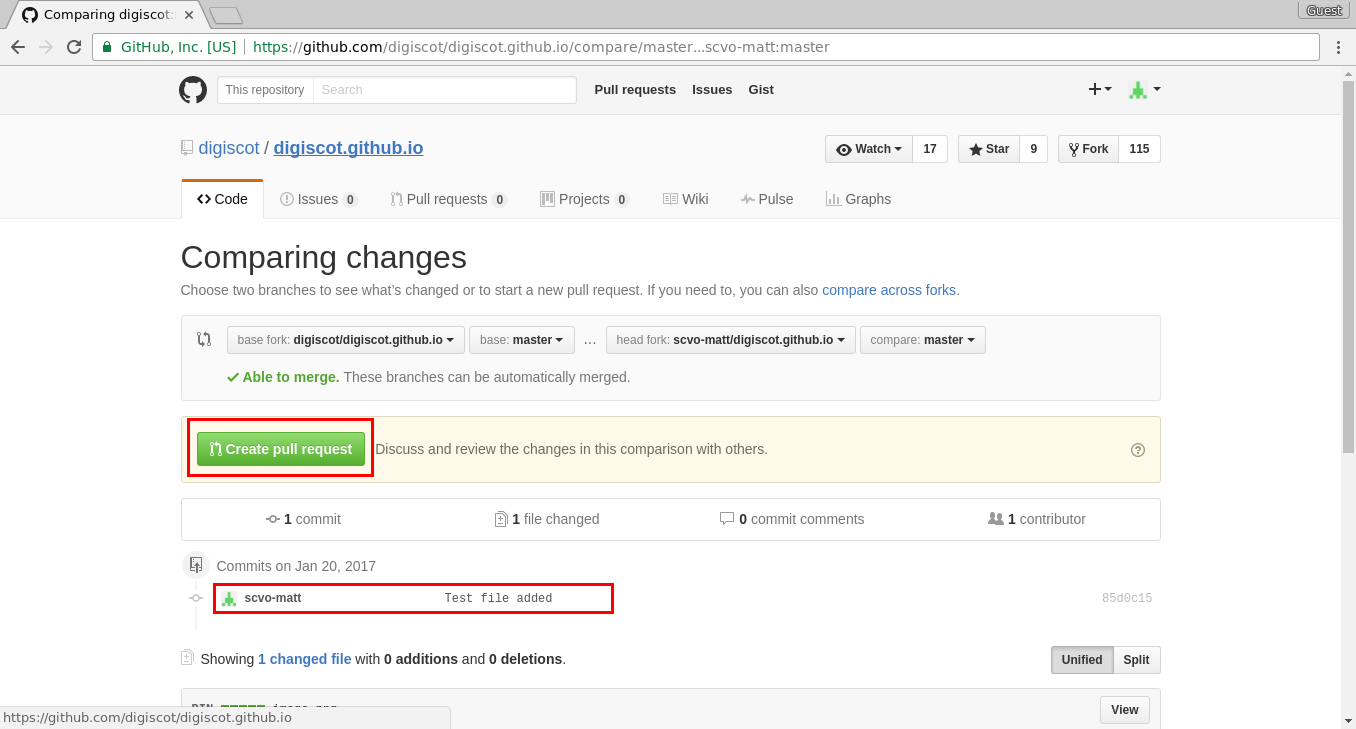 Comparing digiscot:
Guest
GitHub, Inc. [US] https://github.com/digiscot/digiscot.github.io/compare/master...scvo-matt:master
This repository Search Pull requests Issues Gist
digiscot / digiscot.github.io Watch 17 Star 9 Fork 115
Code Issues 0 Pull requests 0 Projects 0 Wiki Pulse Graphs
Comparing changes
Choose two branches to see what’s changed or to start a new pull request. If you need to, you can also compare across forks.
base fork: digiscot/digiscot.github.io base: master ... head fork: scvo-matt/digiscot.github.io compare: master
Able to merge. These branches can be automatically merged.
Create pull request Discuss and review the changes in this comparison with others.
1 commit 1 file changed 0 commit comments 1 contributor
Commits on Jan 20, 2017
scvo-matt Test file added 85d0c15
Showing 1 changed file with 0 additions and 0 deletions.
Unified Split
View
https://github.com/digiscot/digiscot.github.io